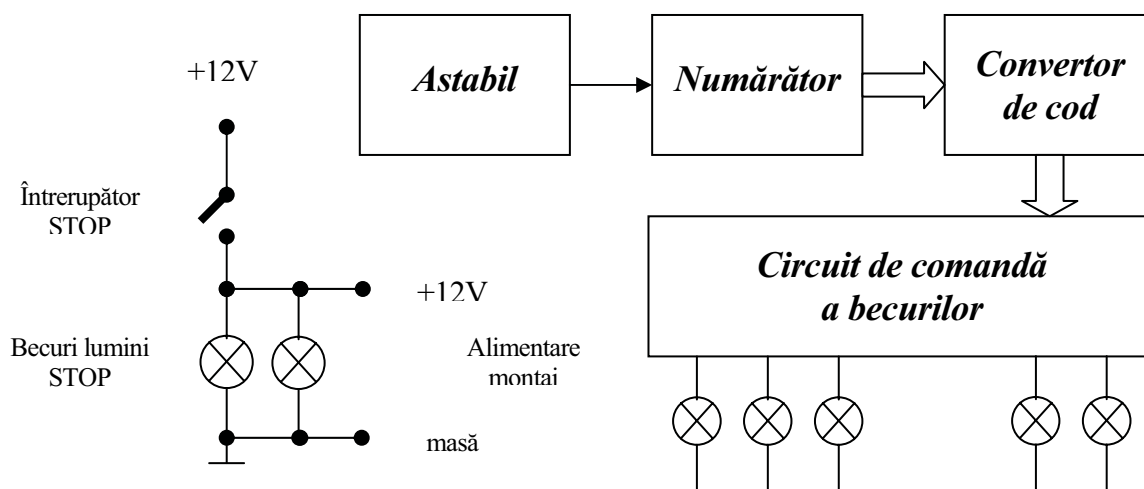 +12V
Întrerupător
STOP
Becuri lumini
STOP
+12V
Alimentare
montaj
masă
Astabil
Numărător
Convertor
de cod
Circuit de comandă
a becurilor